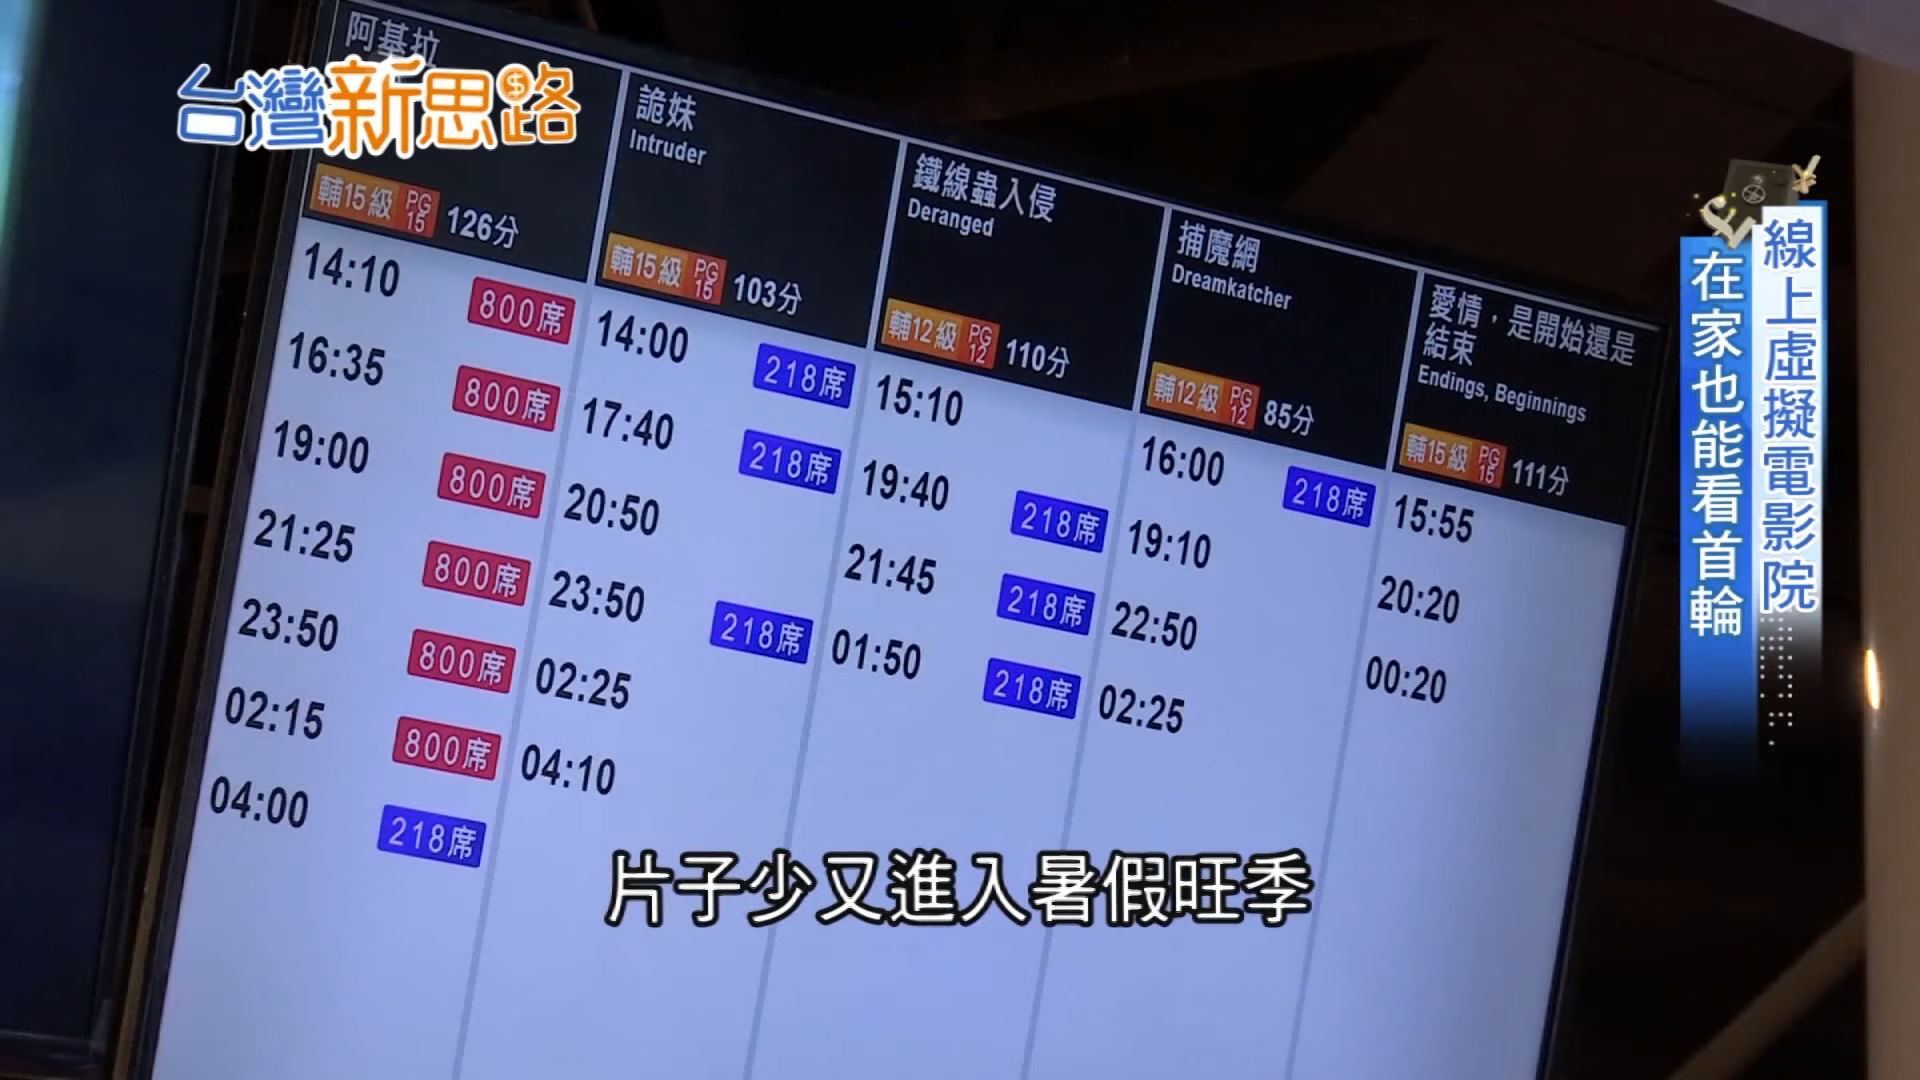 阿基拉
台灣新思路
輔15級 PG 15 126分
14:10 800席
16:35 800席
19:00 800席
21:25 800席
23:50 800席
02:15 800席
04:00 218席
詭妹
Intruder
輔15級 PG 15 103分
14:00 218席
17:40 218席
20:50
23:50 218席
02:25
04:10
鐵線蟲入侵
Deranged
輔12級 PG 12 110分
15:10
19:40 218席
21:45 218席
01:50 218席
捕魔網
Dreamkatcher
輔12級 PG 12 85分
16:00 218席
19:10
22:50
02:25
愛情，是開始還是
結束
Endings, Beginnings
輔15級 PG 15 111分
15:55
20:20
00:20
線上虛擬電影院
在家也能看首輪
片子少又進入暑假旺季